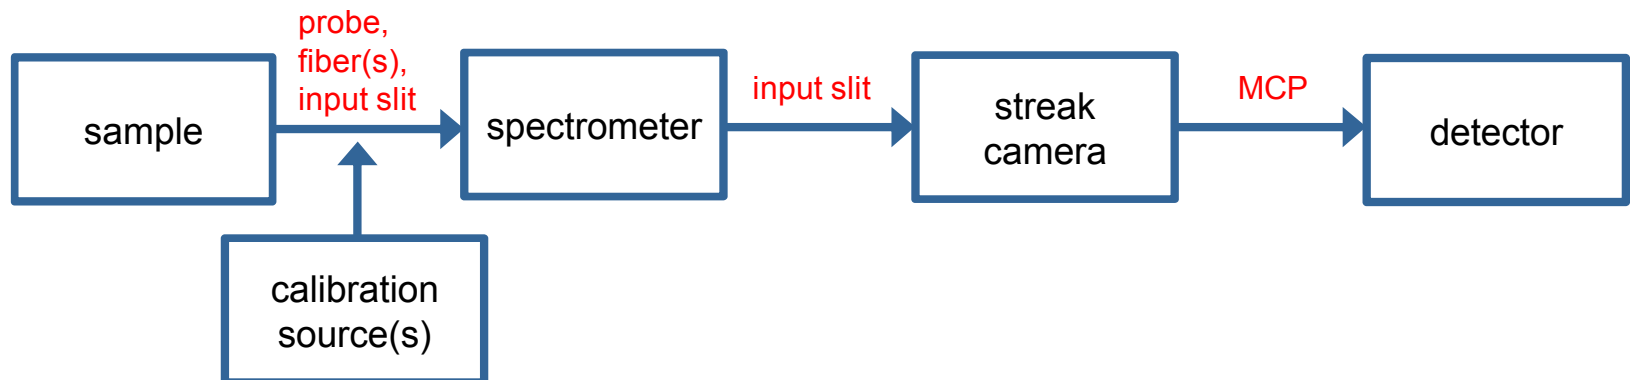 probe,
fiber(s),
input slit
sample
spectrometer
input slit
streak
camera
MCP
detector
calibration
source(s)